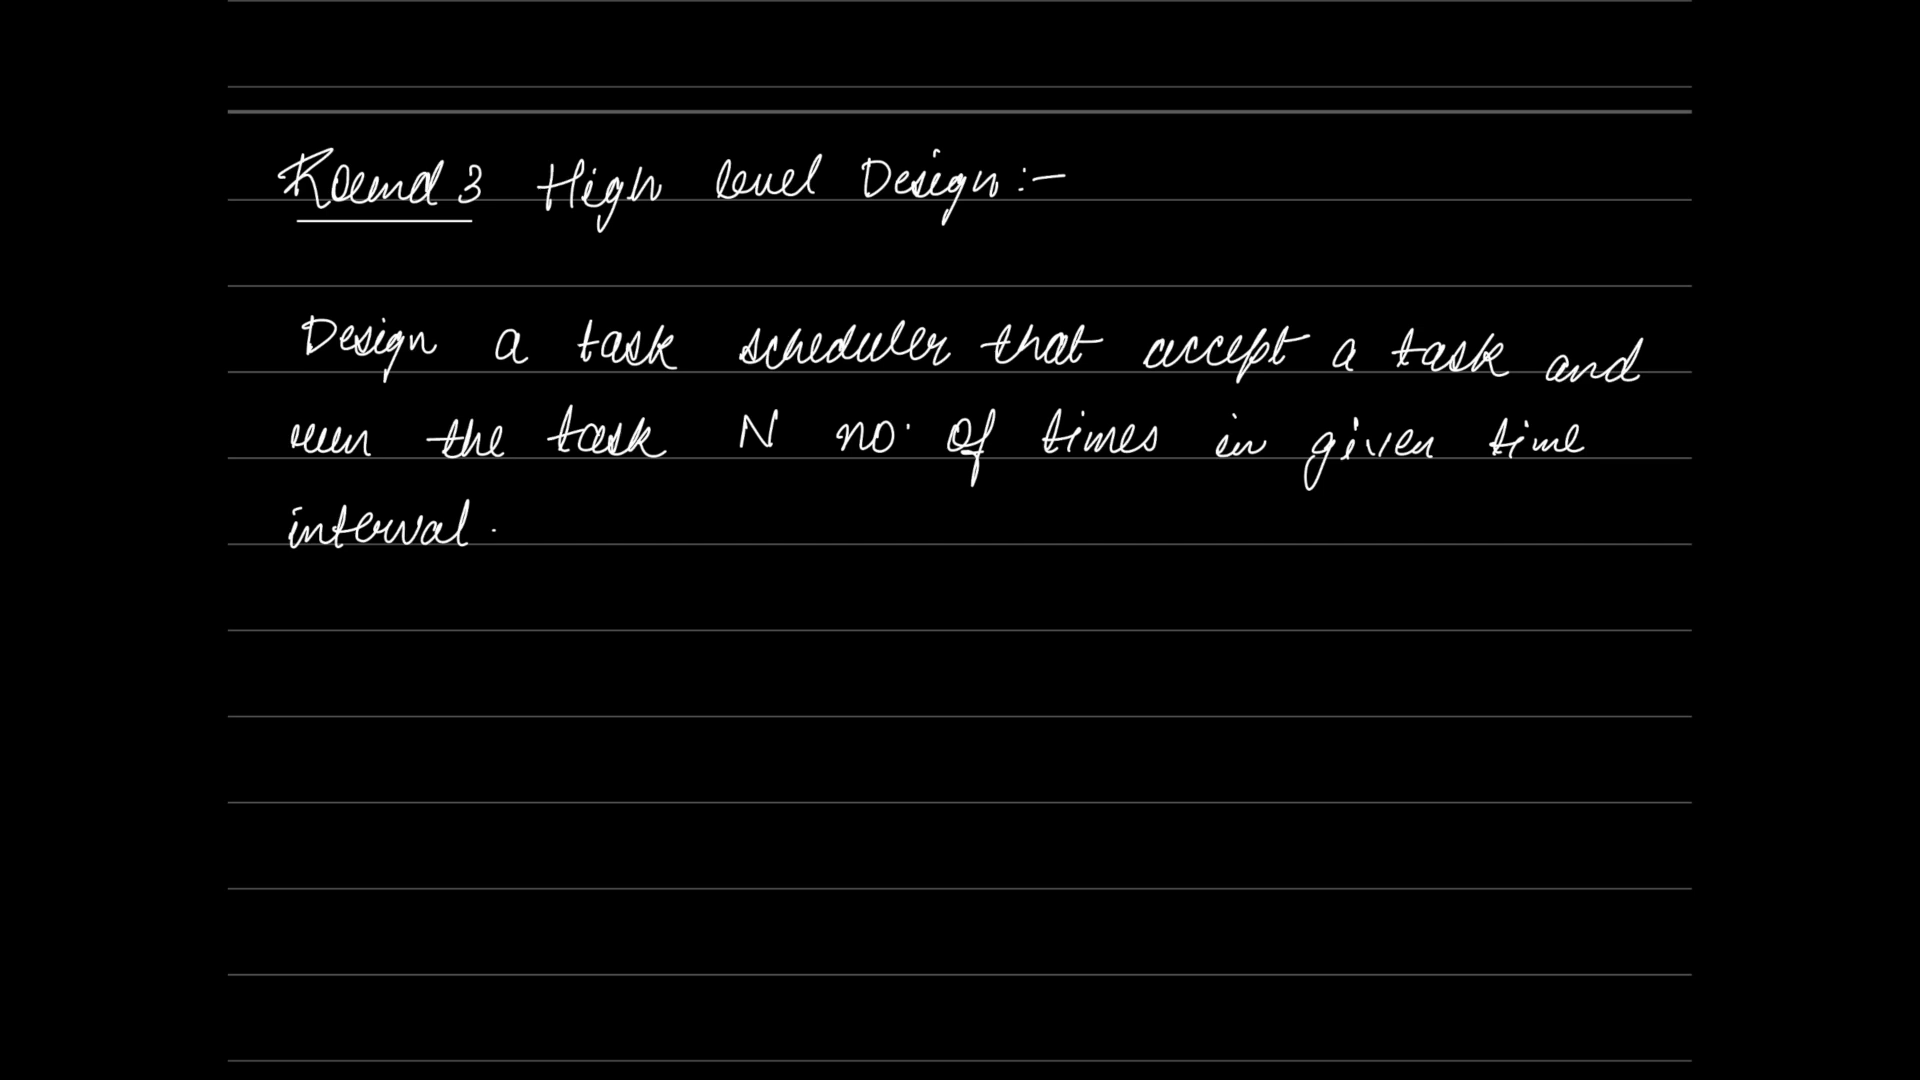 Round 3 High level Design :-
Design a task scheduler that accept a task and
run the task N no. of times in given time
interval.